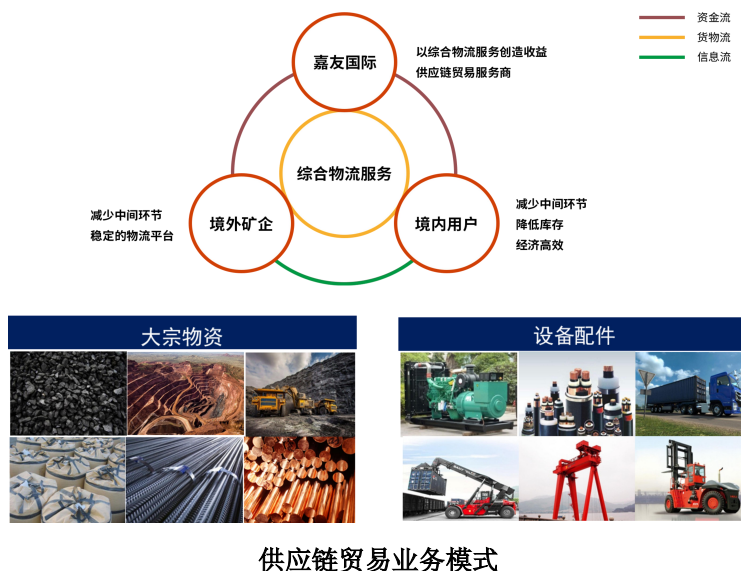 资金流
货物流
信息流
嘉友国际
以综合物流服务创造收益
供应链贸易服务商
综合物流服务
境外矿企
减少中间环节
稳定的物流平台
境内用户
减少中间环节
降低库存
经济高效
大宗物资
设备配件
供应链贸易业务模式